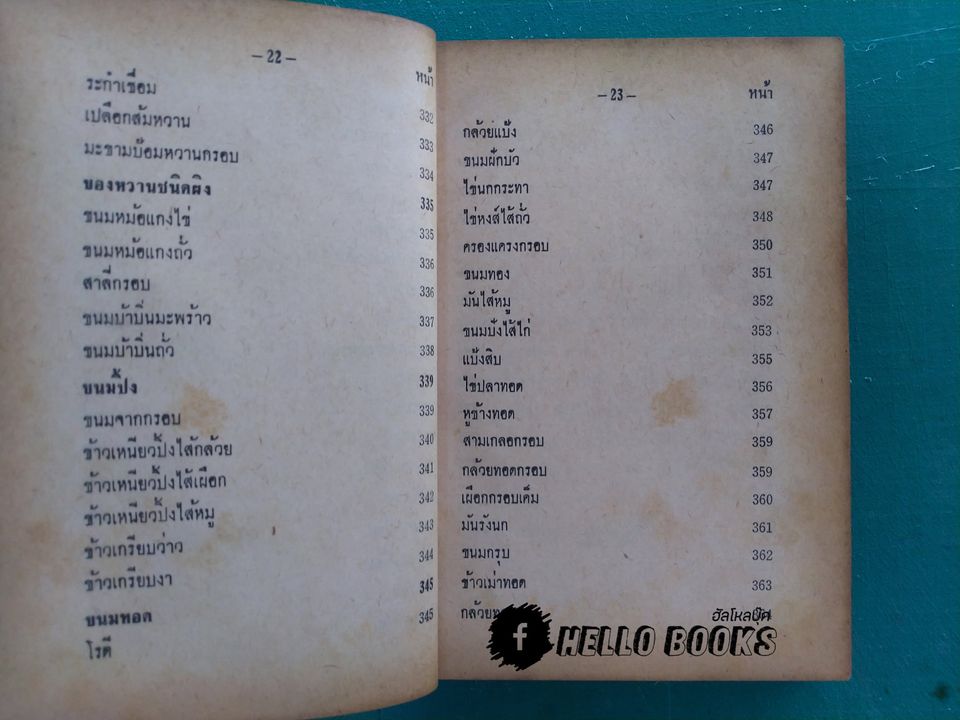 — 22 —
หน้า
ระกำเชื่อม 332
เปลือกส้มหวาน 333
มะขามป้อมหวานกรอบ 334
ของหวานชนิดผิง 335
ขนมหม้อแกงไข่ 335
ขนมหม้อแกงถั่ว 336
สาลี่กรอบ 336
ขนมบ้าบิ่นมะพร้าว 337
ขนมบ้าบิ่นถั่ว 338
ขนมปิ้ง 339
ขนมจากกรอบ 339
ข้าวเหนียวปิ้งไส้กล้วย 340
ข้าวเหนียวปิ้งไส้เผือก 341
ข้าวเหนียวปิ้งไส้หมู 342
ข้าวเกรียบว่าว 343
ข้าวเกรียบงา 344
ขนมทอด 345
โรตี 345
— 23 —
หน้า
กล้วยแป้ง 346
ขนมฝักบัว 347
ไข่นกกระทา 347
ไข่หงส์ไส้ถั่ว 348
ครองแครงกรอบ 350
ขนมทอง 351
มันไส้หมู 352
ขนมปังไส้ไก่ 353
แป้งสิบ 355
ไข่ปลาทอด 356
หูช้างทอด 357
สามเกลอกรอบ 359
กล้วยทอดกรอบ 359
เผือกกรอบเค็ม 360
มันรังนก 361
ขนมกรุบ 362
ข้าวเม่าทอด 363
ฮัลโหลบุ๊ค
f HELLO BOOKS